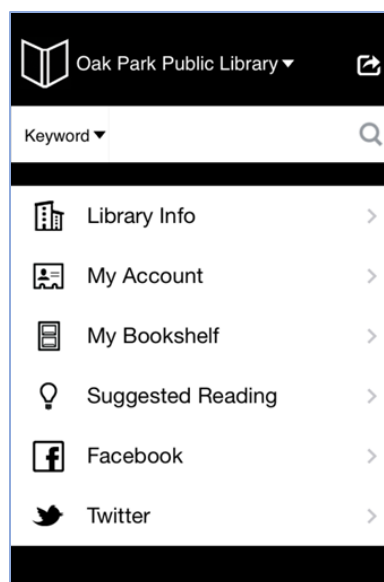 Oak Park Public Library
Keyword
Library Info
My Account
My Bookshelf
Suggested Reading
Facebook
Twitter